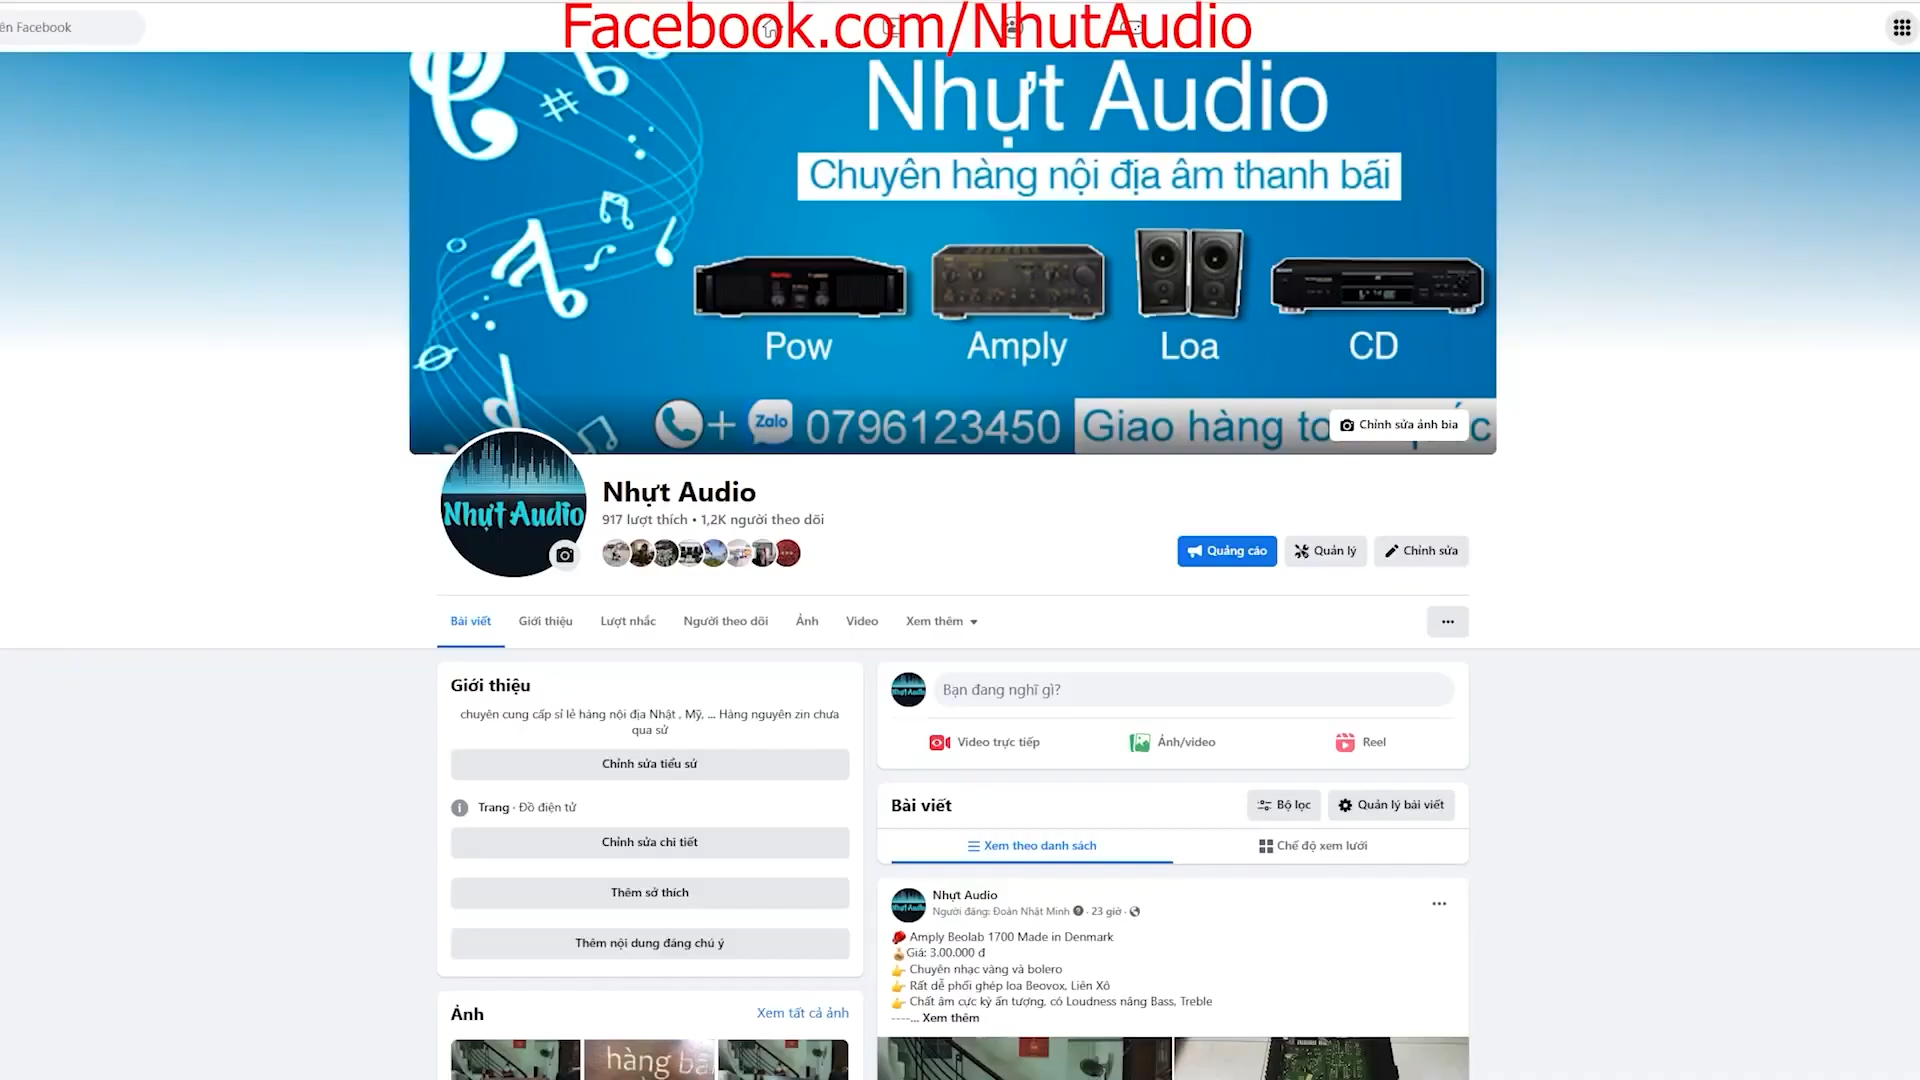 Facebook.com/NhutAudio
ên Facebook
Nhựt Audio
Chuyên hàng nội địa âm thanh bãi
Pow
Amply
Loa
CD
+ Zalo 0796123450
Giao hàng
Chỉnh sửa ảnh bìa
Nhựt Audio
Nhựt Audio
917 lượt thích • 1,2K người theo dõi
Quảng cáo
Quản lý
Chỉnh sửa
Bài viết
Giới thiệu
Lượt nhắc
Người theo dõi
Ảnh
Video
Xem thêm
Giới thiệu
chuyên cung cấp sỉ lẻ hàng nội địa Nhật , Mỹ, ... Hàng nguyên zin chưa
qua sử
Chỉnh sửa tiểu sử
Trang · Đồ điện tử
Chỉnh sửa chi tiết
Thêm sở thích
Thêm nội dung đáng chú ý
Ảnh
Xem tất cả ảnh
hàng bã
Bạn đang nghĩ gì?
Video trực tiếp
Ảnh/video
Reel
Bài viết
Bộ lọc
Quản lý bài viết
Xem theo danh sách
Chế độ xem lưới
Nhựt Audio
Người đăng: Đoàn Nhật Minh · 23 giờ ·
Amply Beolab 1700 Made in Denmark
Giá: 3.00.000 đ
Chuyên nhạc vàng và bolero
Rất dễ phối ghép loa Beovox, Liên Xô
Chất âm cực kỳ ấn tượng, có Loudness nâng Bass, Treble
----... Xem thêm